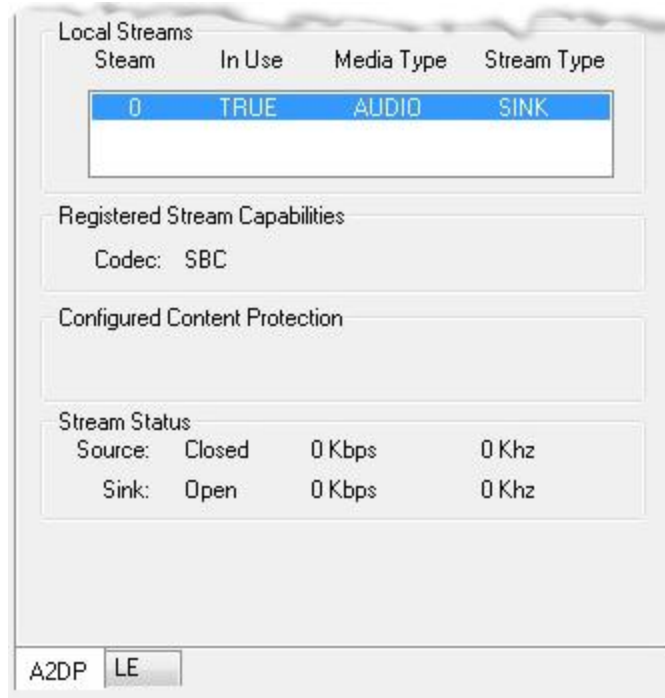 Local Streams
Steam In Use Media Type Stream Type
0 TRUE AUDIO SINK
Registered Stream Capabilities
Codec: SBC
Configured Content Protection
Stream Status
Source: Closed 0 Kbps 0 Khz
Sink: Open 0 Kbps 0 Khz
A2DP LE